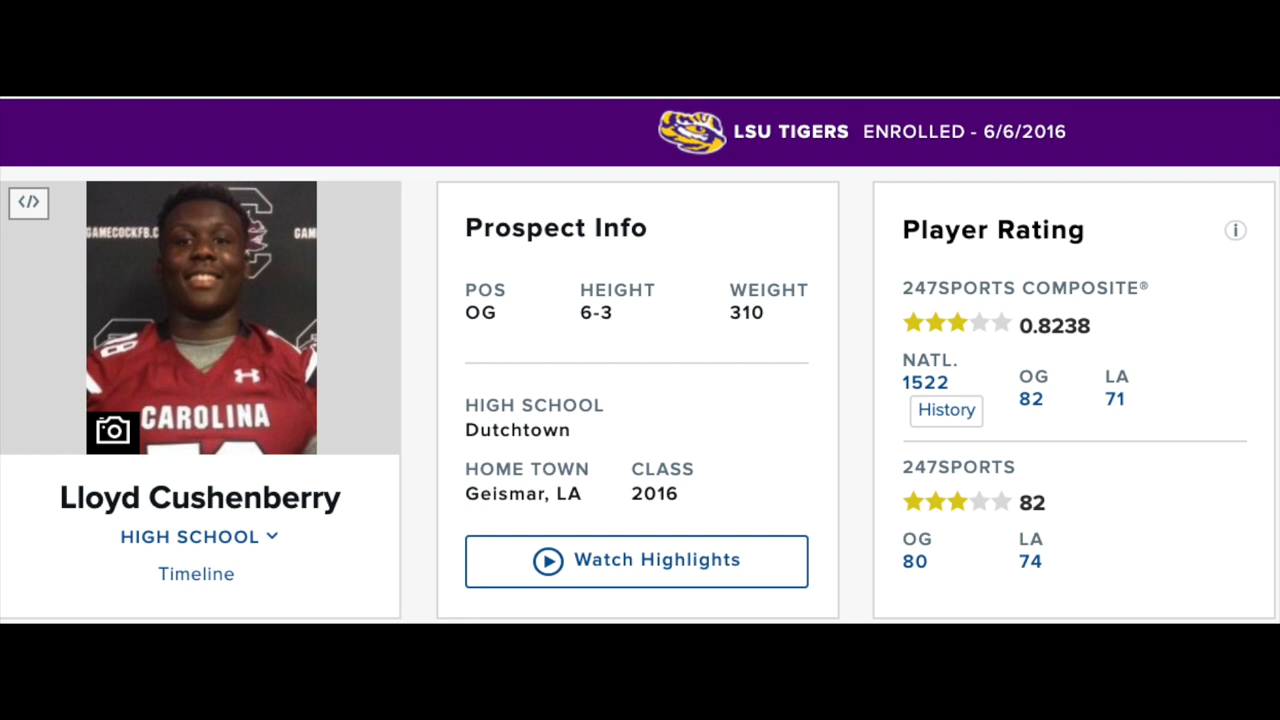 LSU TIGERS ENROLLED - 6/6/2016
</>
GAMECOCKFB.C
GAM
CAROLINA
Lloyd Cushenberry
HIGH SCHOOL
Timeline
Prospect Info
POS HEIGHT WEIGHT
OG 6-3 310
HIGH SCHOOL
Dutchtown
HOME TOWN CLASS
Geismar, LA 2016
Watch Highlights
Player Rating
i
247SPORTS COMPOSITE®
0.8238
NATL. OG LA
1522 82 71
History
247SPORTS
82
OG LA
80 74